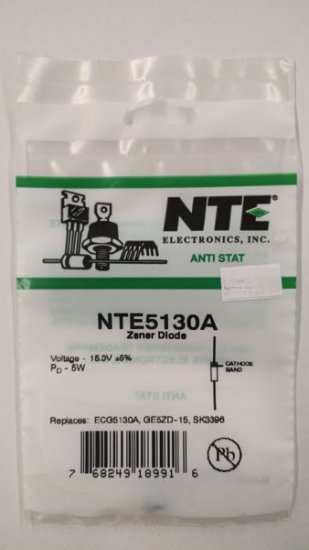 NTE
ELECTRONICS, INC.
ANTI STAT
NTE5130A
Zener Diode
Voltage - 15.0V ±5%
PD - 5W
CATHODE
BAND
Replaces: ECG5130A, GE5ZD-15, SK3396
Pb
7 68249 18991 6